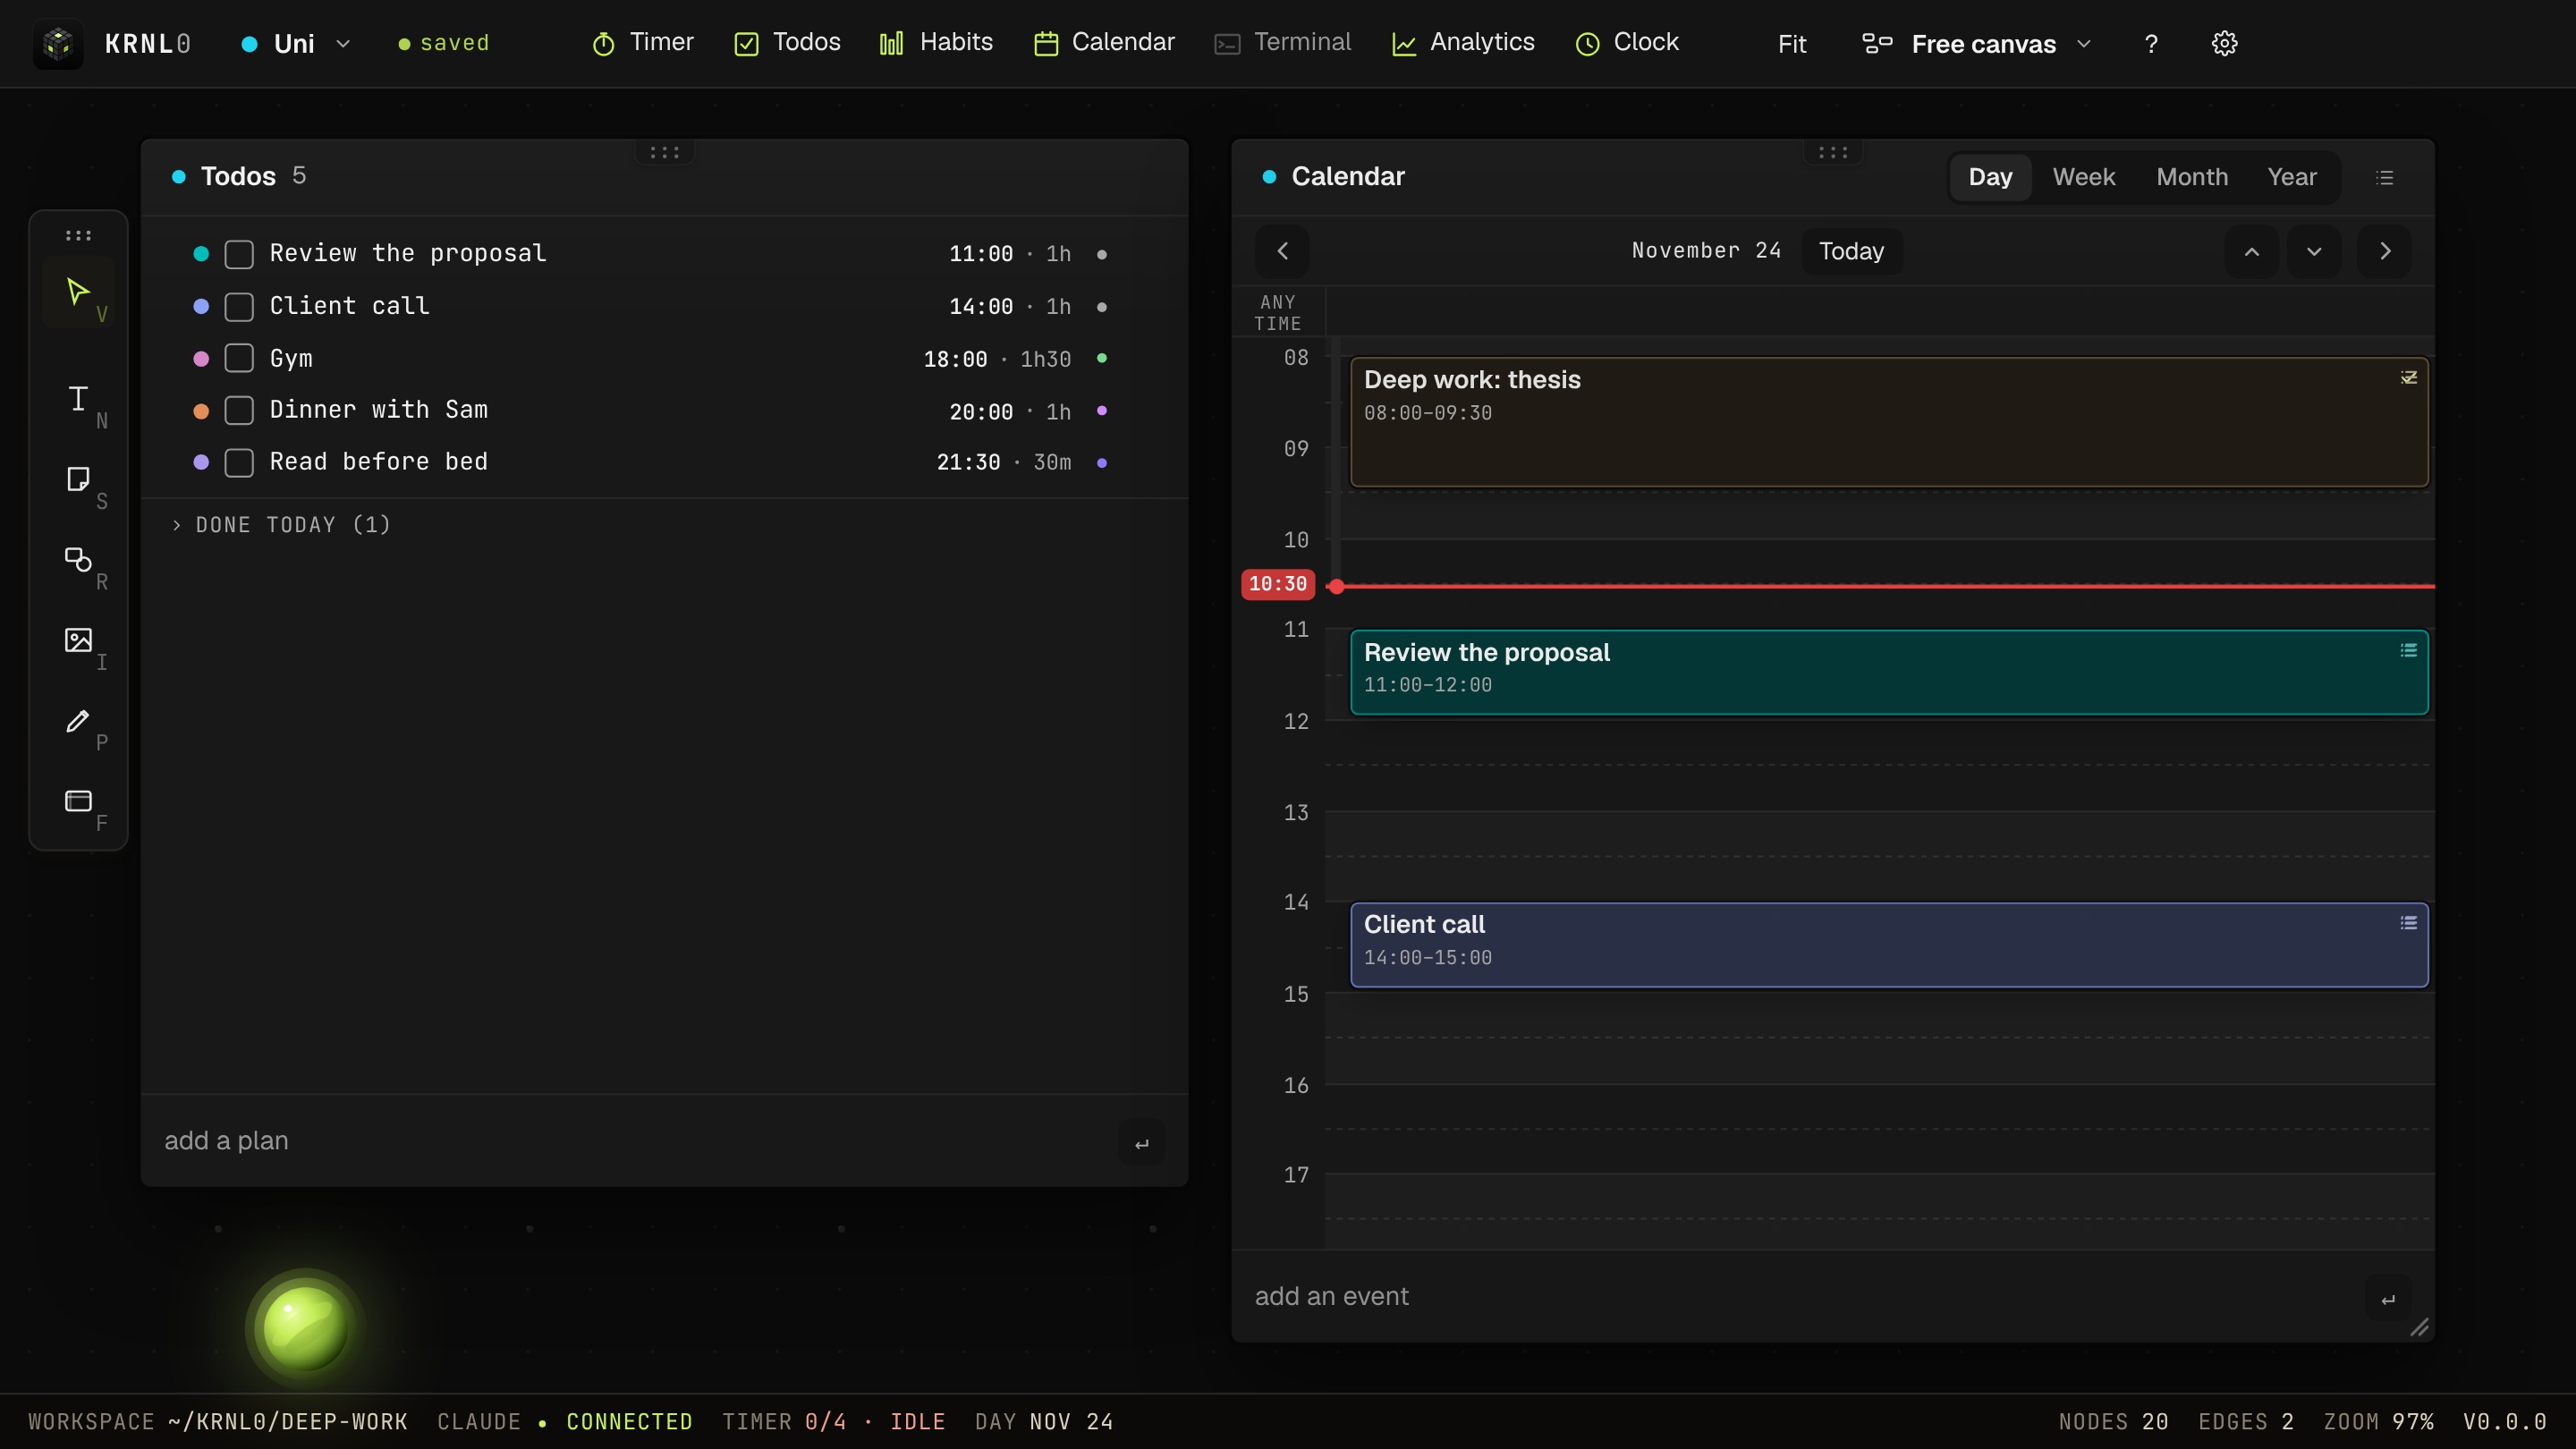 KRNL0 Uni saved Timer Todos Habits Calendar Terminal Analytics Clock Fit Free canvas ?
Todos 5
Review the proposal 11:00 · 1h
Client call 14:00 · 1h
Gym 18:00 · 1h30
Dinner with Sam 20:00 · 1h
Read before bed 21:30 · 30m
DONE TODAY (1)
add a plan
V
N
S
R
I
P
F
Calendar Day Week Month Year
November 24 Today
ANY
TIME
08
Deep work: thesis
08:00–09:30
09
10
10:30
11
Review the proposal
11:00–12:00
12
13
14
Client call
14:00–15:00
15
16
17
add an event
WORKSPACE ~/KRNL0/DEEP-WORK CLAUDE • CONNECTED TIMER 0/4 · IDLE DAY NOV 24 NODES 20 EDGES 2 ZOOM 97% V0.0.0